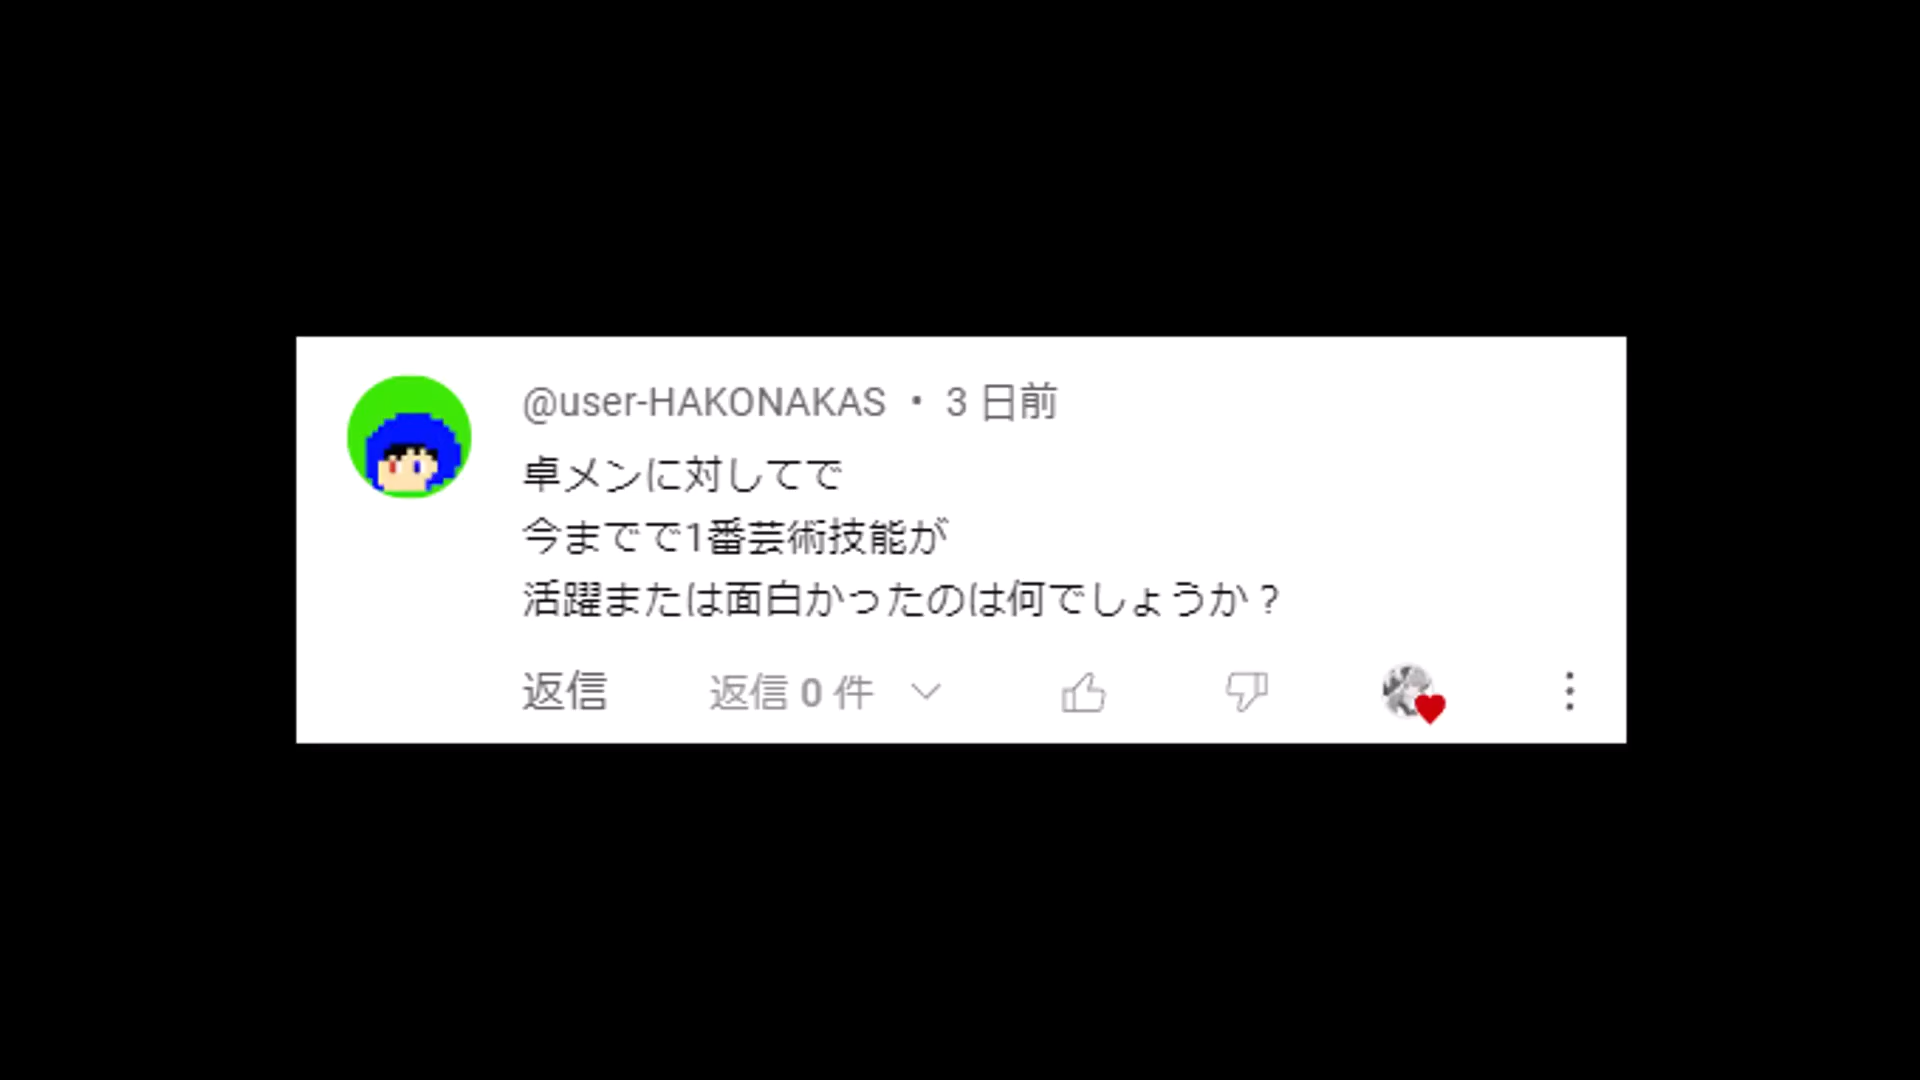 @user-HAKONAKAS・3 日前
卓メンに対してで
今までで1番芸術技能が
活躍または面白かったのは何でしょうか？
返信 返信 0 件